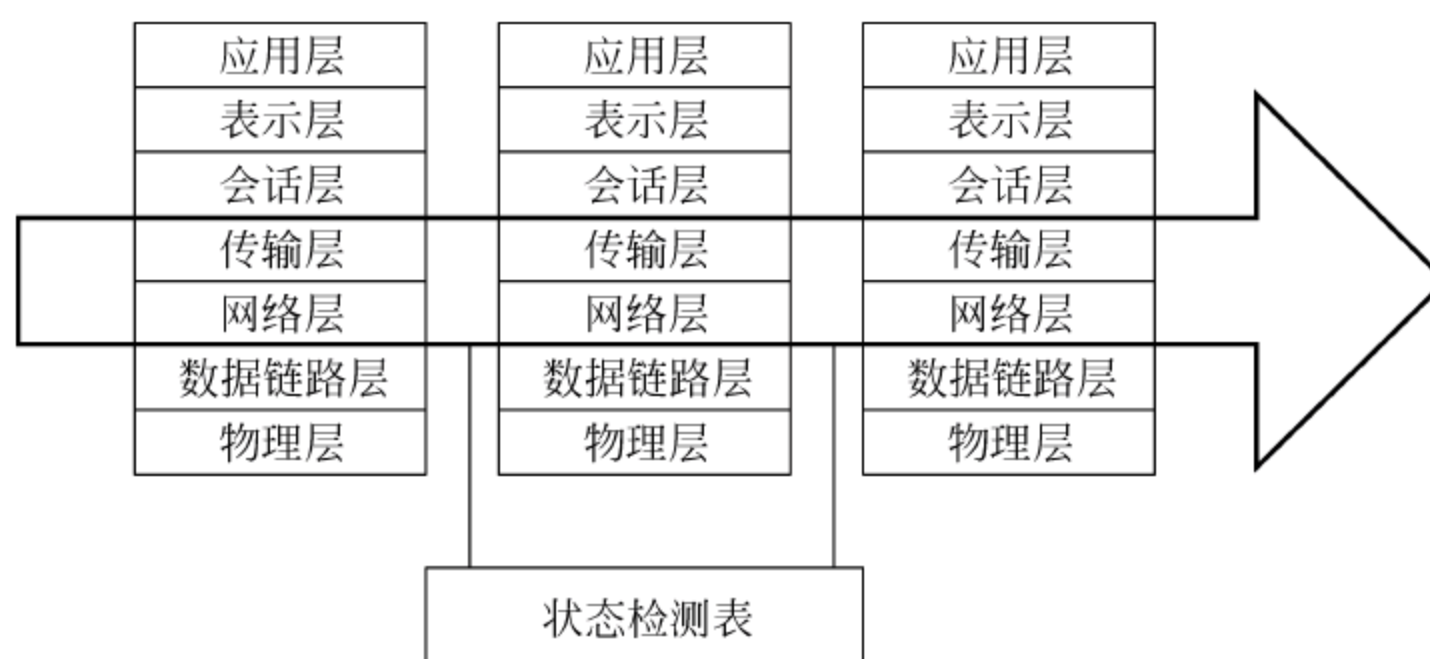 应用层 应用层 应用层
表示层 表示层 表示层
会话层 会话层 会话层
传输层 传输层 传输层
网络层 网络层 网络层
数据链路层 数据链路层 数据链路层
物理层 物理层 物理层
状态检测表